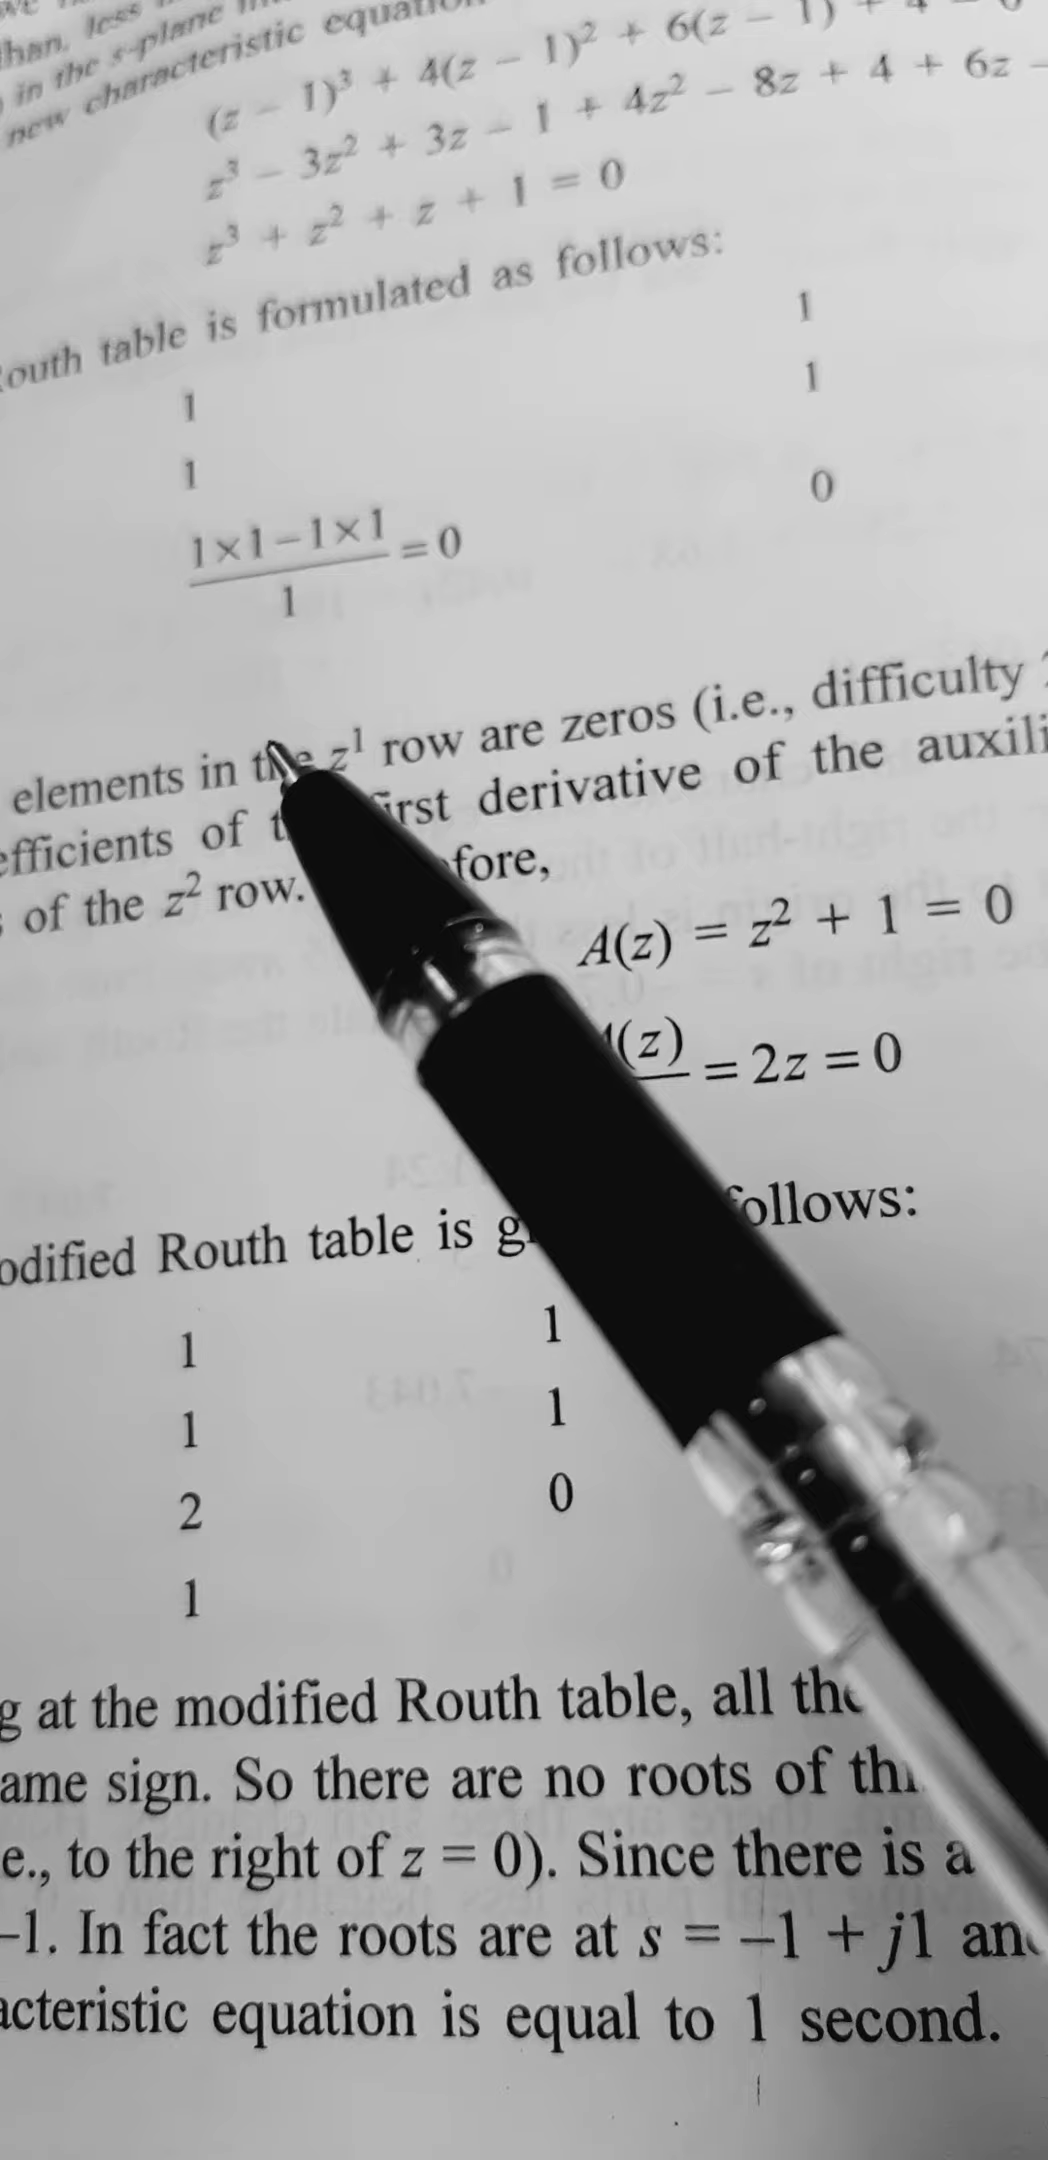 than, less
in the s-plane
new characteristic
(z – 1)³ + 4(z – 1)² + 6(z – 1) + 4
z³ – 3z² + 3z – 1 + 4z² – 8z + 4 + 6z –
z³ + z² + z + 1 = 0
outh table is formulated as follows:
1 1
1 1
1×1–1×1/1 = 0 0
elements in the z¹ row are zeros (i.e., difficulty
efficients of first derivative of the auxili
of the z² row. fore,
A(z) = z² + 1 = 0
(z) = 2z = 0
odified Routh table is g ollows:
1 1
1 1
2 0
1
g at the modified Routh table, all the
ame sign. So there are no roots of thi
e., to the right of z = 0). Since there is a
–1. In fact the roots are at s = –1 + j1 an
acteristic equation is equal to 1 second.